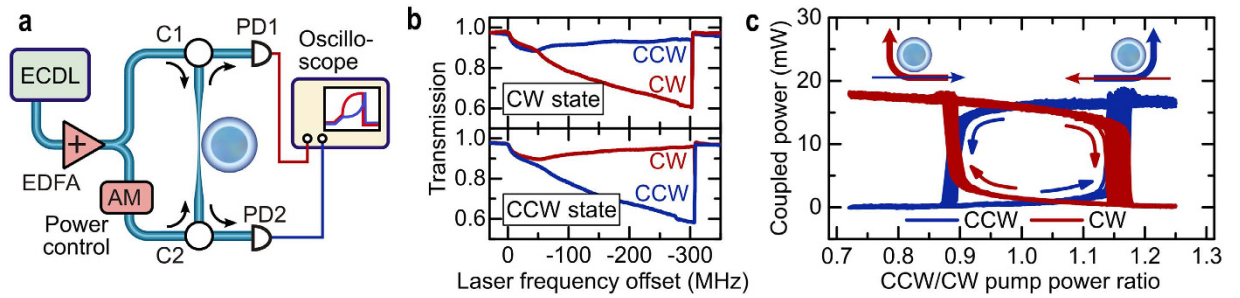 a
ECDL
EDFA
+
AM
Power
control
C1
C2
PD1
PD2
Oscillo-
scope
b
Transmission
1.0
0.8
0.6
CCW
CW
CW state
1.0
0.8
0.6
CW
CCW
CCW state
0 -100 -200 -300
Laser frequency offset (MHz)
c
Coupled power (mW)
30
20
10
0
CCW CW
0.7 0.8 0.9 1.0 1.1 1.2 1.3
CCW/CW pump power ratio